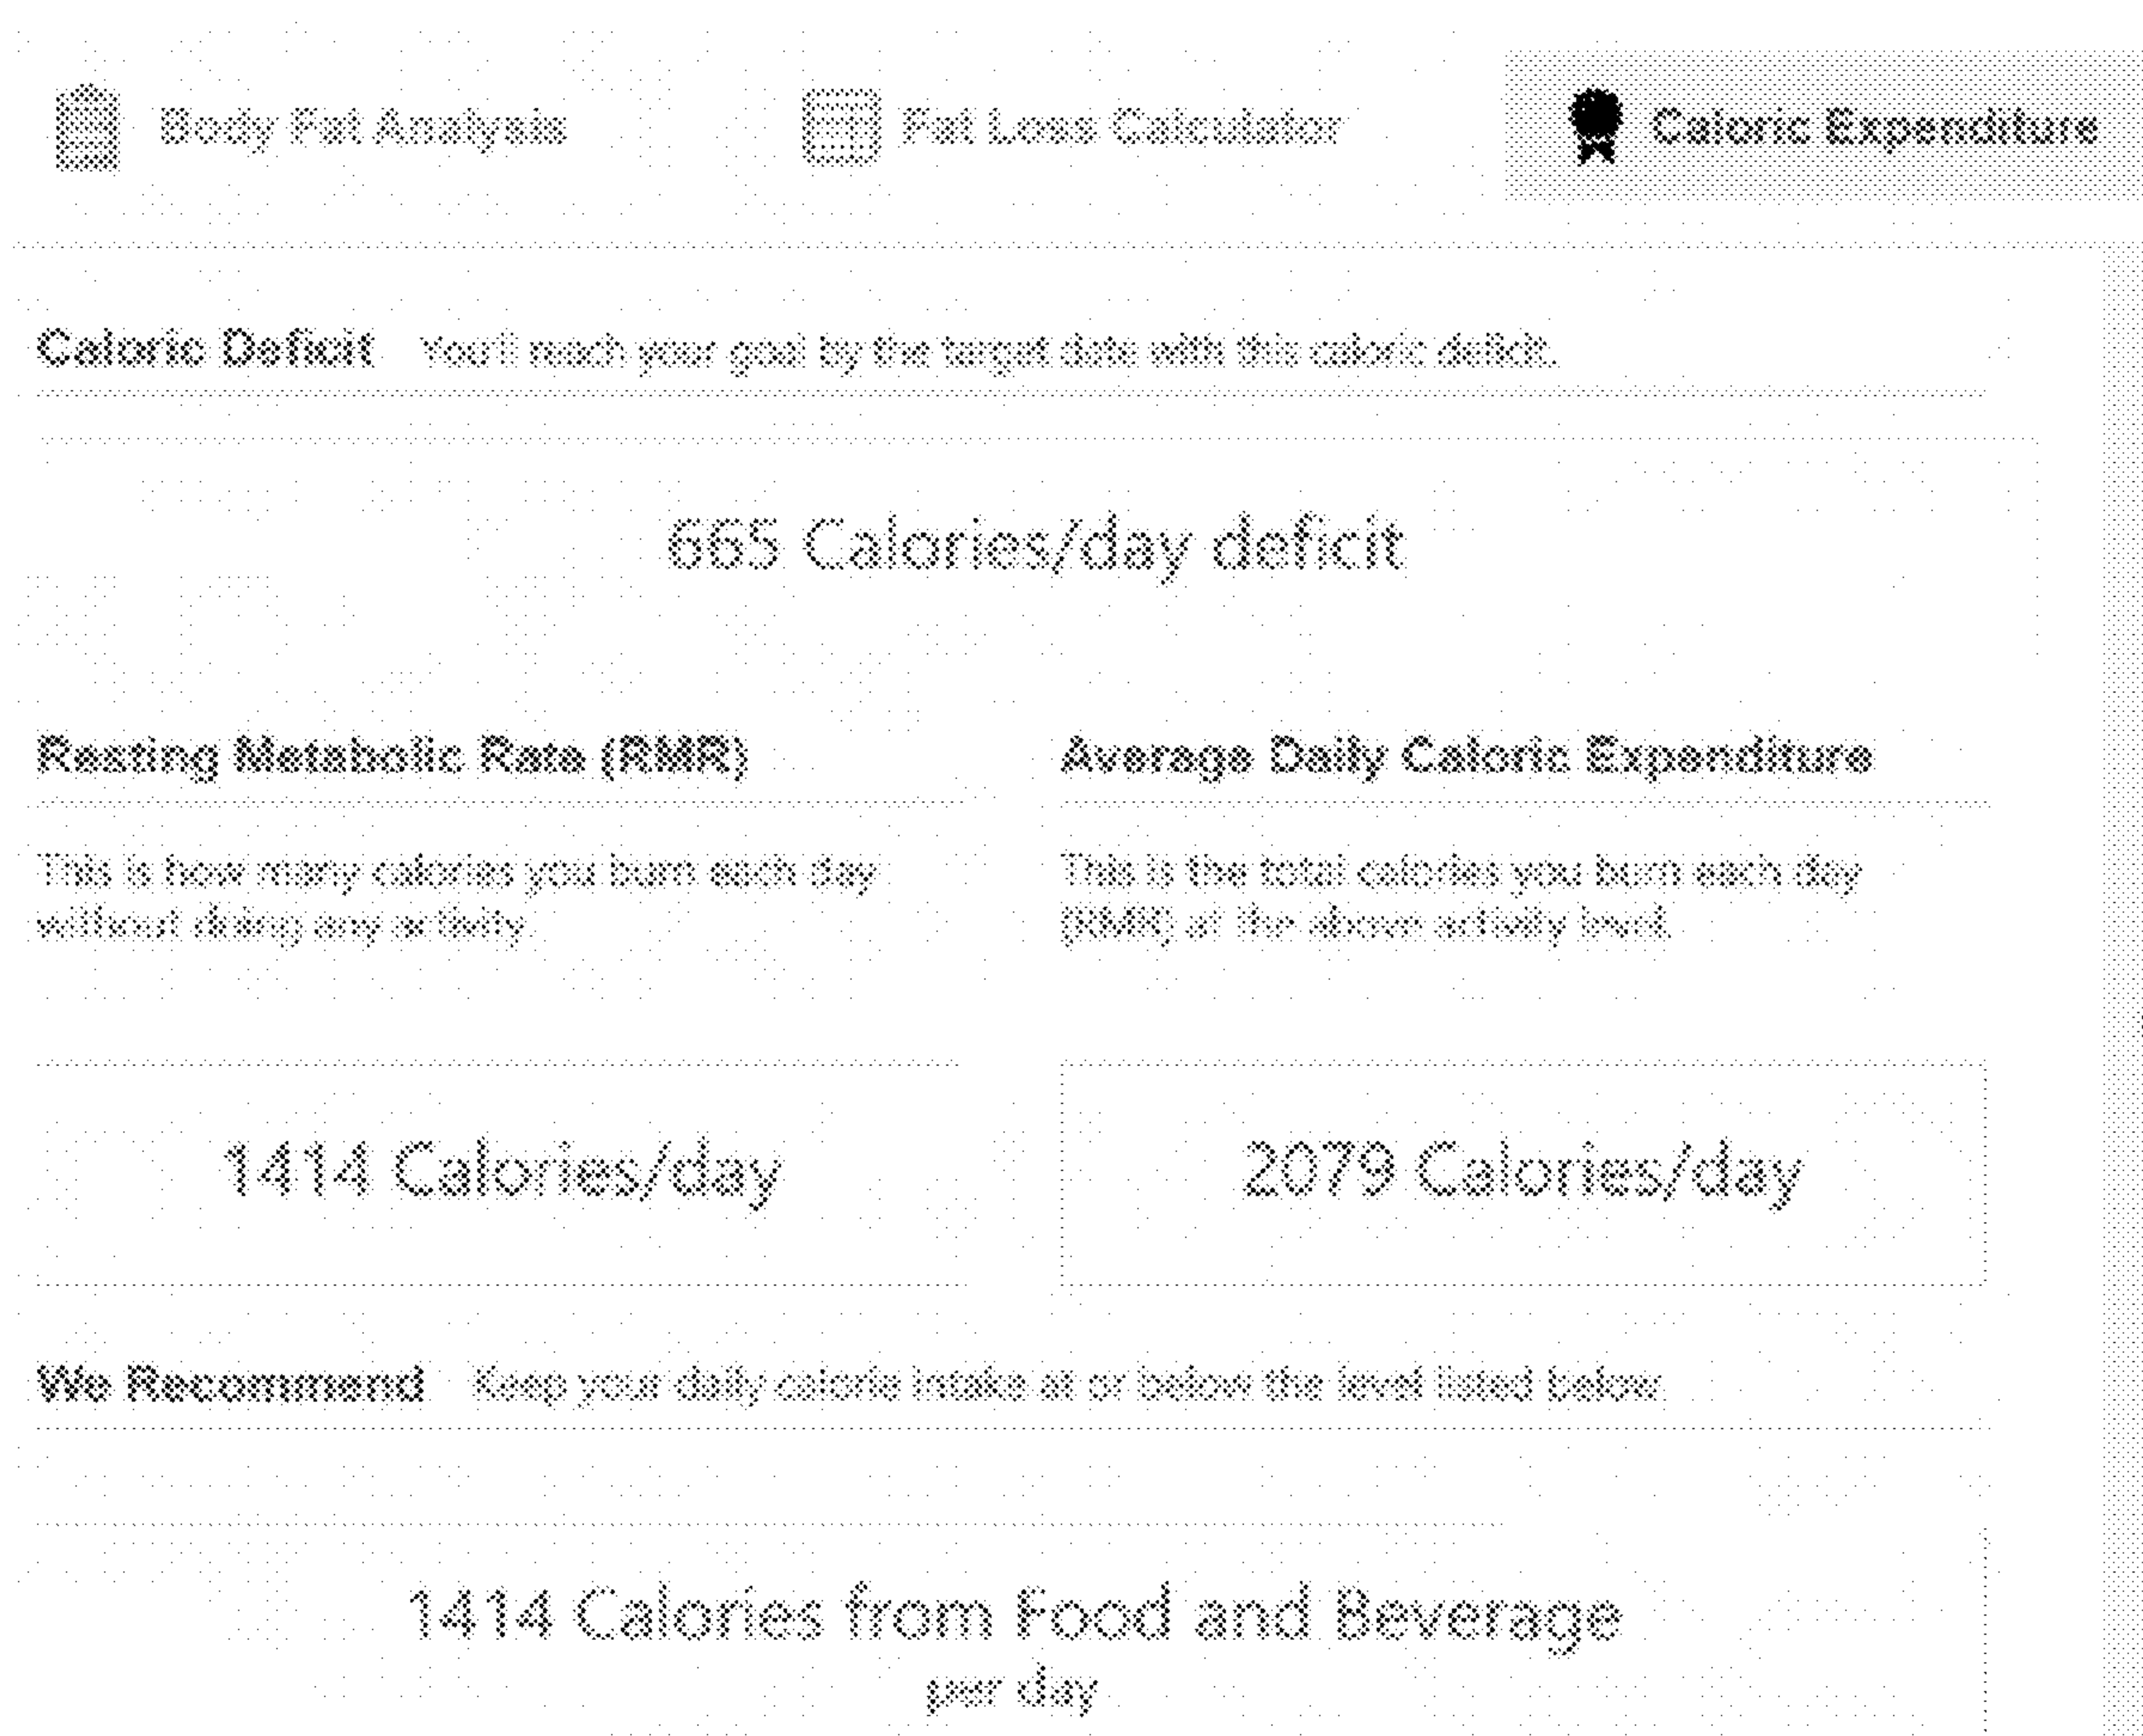 Body Fat Analysis Fat Loss Calculator Caloric Expenditure
Caloric Deficit You'll reach your goal by the target date with this caloric deficit.
665 Calories/day deficit
Resting Metabolic Rate (RMR) Average Daily Caloric Expenditure
This is how many calories you burn each day
without doing any activity.
This is the total calories you burn each day
(RMR) at the above activity level.
1414 Calories/day 2079 Calories/day
We Recommend Keep your daily calorie intake at or below the level listed below.
1414 Calories from Food and Beverage
per day